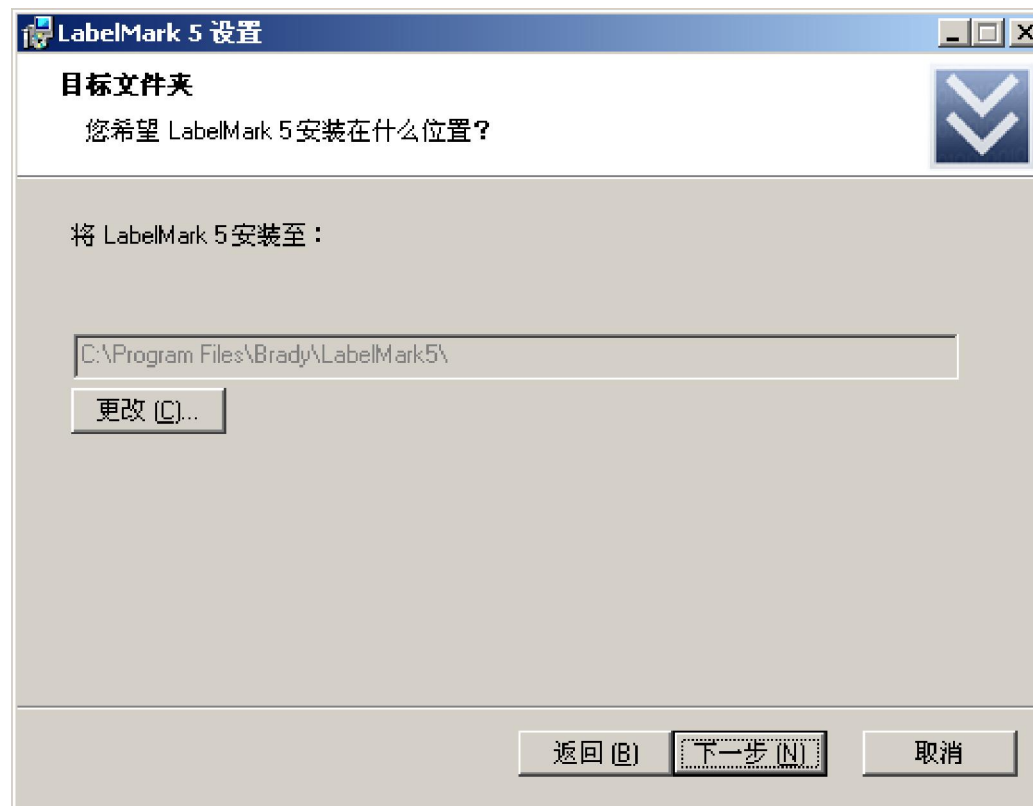 LabelMark 5 设置
目标文件夹
您希望 LabelMark 5安装在什么位置?
将 LabelMark 5安装至：
C:\Program Files\Brady\LabelMark5\
更改 (C)...
返回 (B) 下一步 (N) 取消